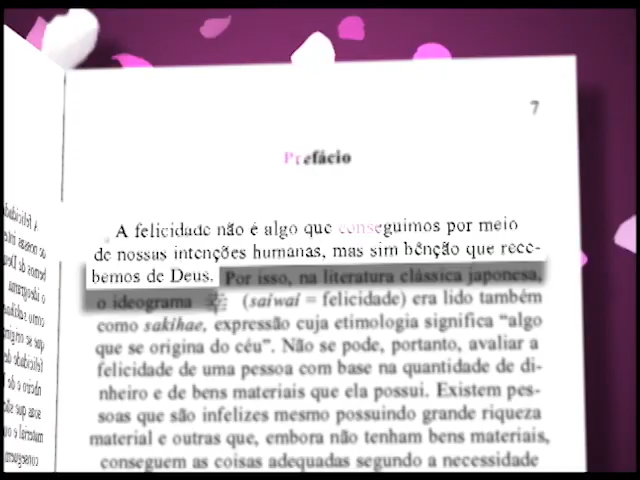 7
Prefácio
A felicidade não é algo que conseguimos por meio
de nossas intenções humanas, mas sim bênção que rece-
bemos de Deus. Por isso, na literatura clássica japonesa,
o ideograma (saiwai = felicidade) era lido também
como sakihae, expressão cuja etimologia significa “algo
que se origina do céu”. Não se pode, portanto, avaliar a
felicidade de uma pessoa com base na quantidade de di-
nheiro e de bens materiais que ela possui. Existem pes-
soas que são infelizes mesmo possuindo grande riqueza
material e outras que, embora não tenham bens materiais,
conseguem as coisas adequadas segundo a necessidade